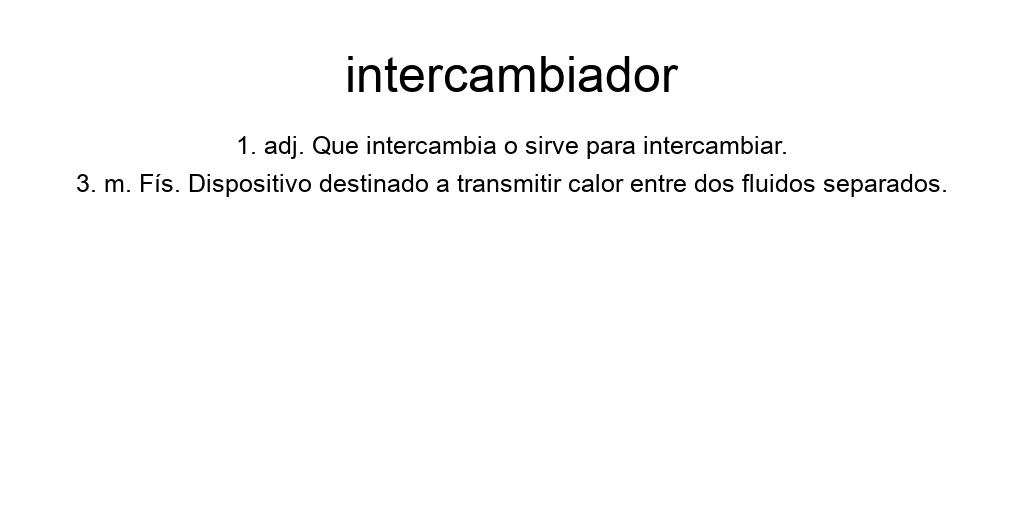 intercambiador
1. adj. Que intercambia o sirve para intercambiar.
3. m. Fís. Dispositivo destinado a transmitir calor entre dos fluidos separados.